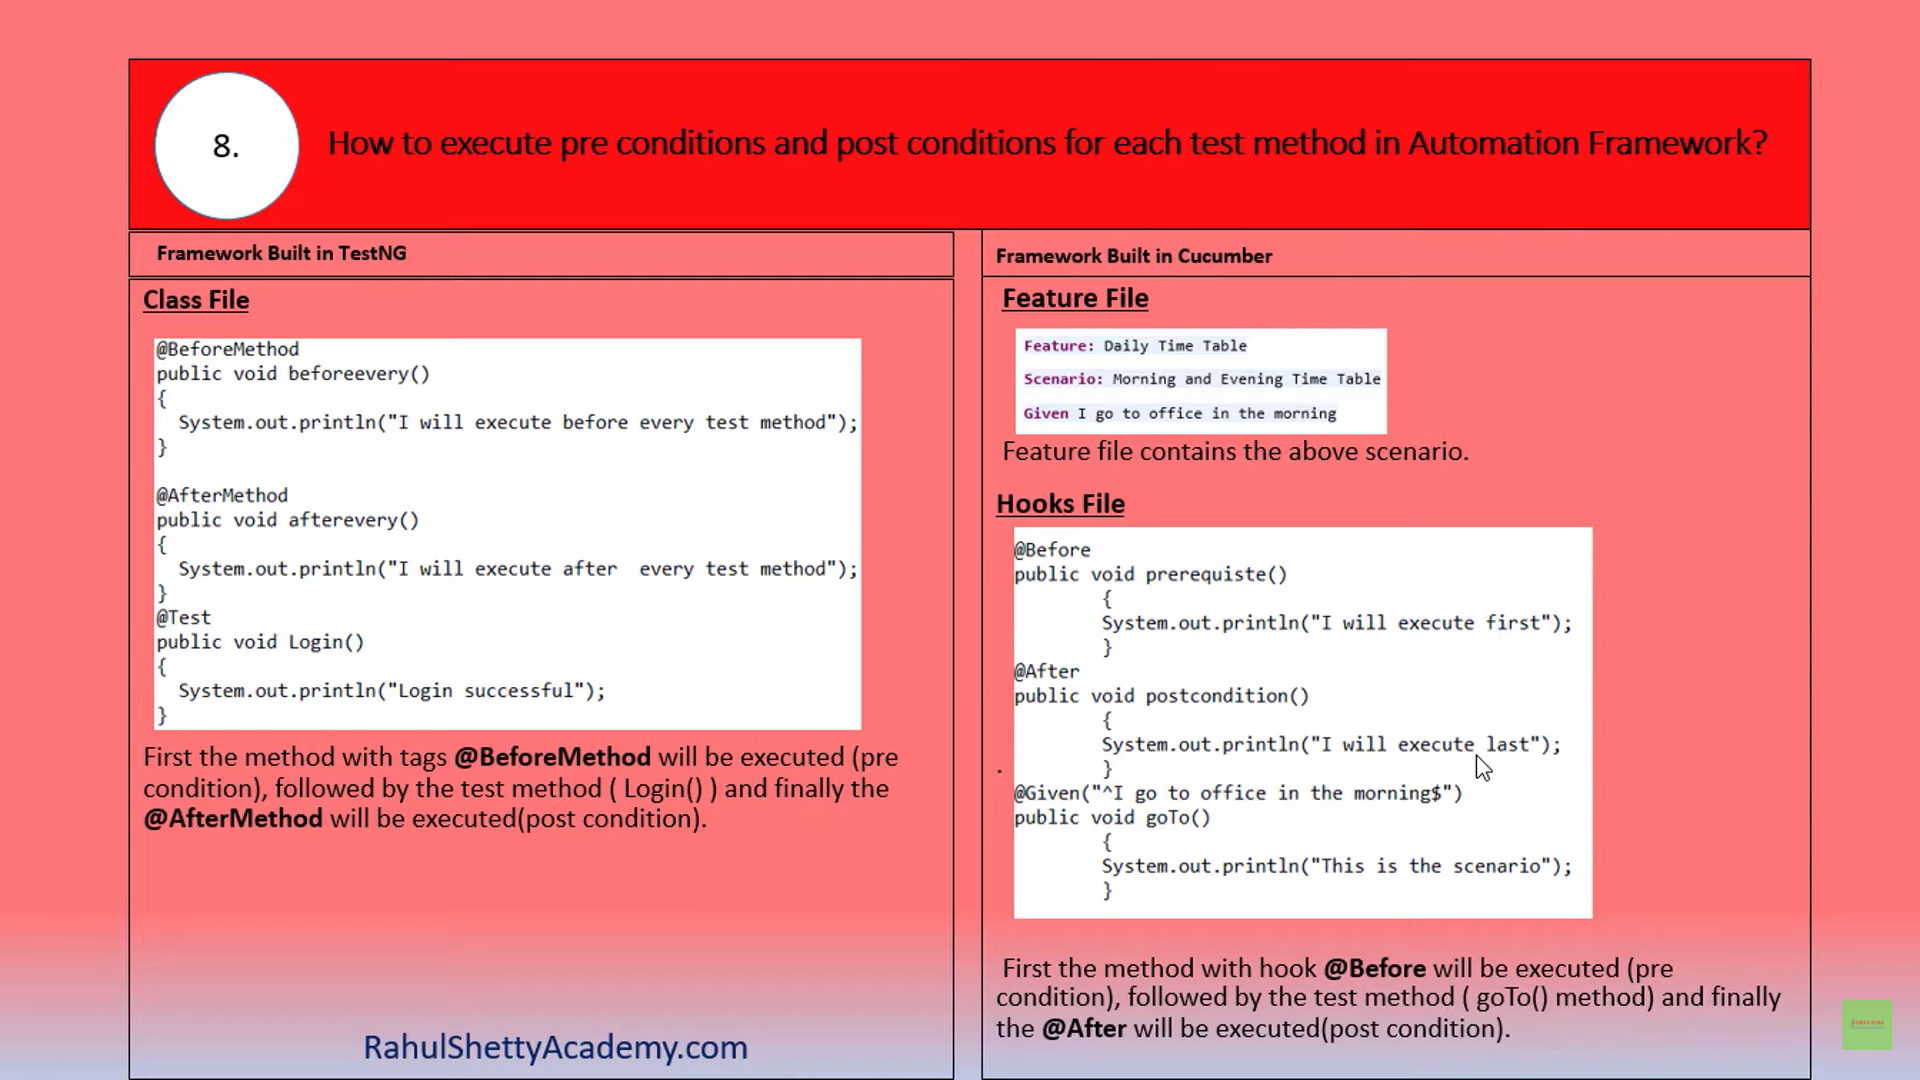 8.
How to execute pre conditions and post conditions for each test method in Automation Framework?
Framework Built in TestNG
Class File
@BeforeMethod
public void beforeevery()
{
System.out.println("I will execute before every test method");
}
@AfterMethod
public void afterevery()
{
System.out.println("I will execute after  every test method");
}
@Test
public void Login()
{
System.out.println("Login successful");
}
First the method with tags @BeforeMethod will be executed (pre
condition), followed by the test method ( Login() ) and finally the
@AfterMethod will be executed(post condition).
RahulShettyAcademy.com
Framework Built in Cucumber
Feature File
Feature: Daily Time Table
Scenario: Morning and Evening Time Table
Given I go to office in the morning
Feature file contains the above scenario.
Hooks File
@Before
public void prerequiste()
{
System.out.println("I will execute first");
}
@After
public void postcondition()
{
System.out.println("I will execute last");
}
.
@Given("^I go to office in the morning$")
public void goTo()
{
System.out.println("This is the scenario");
}
First the method with hook @Before will be executed (pre
condition), followed by the test method ( goTo() method) and finally
the @After will be executed(post condition).